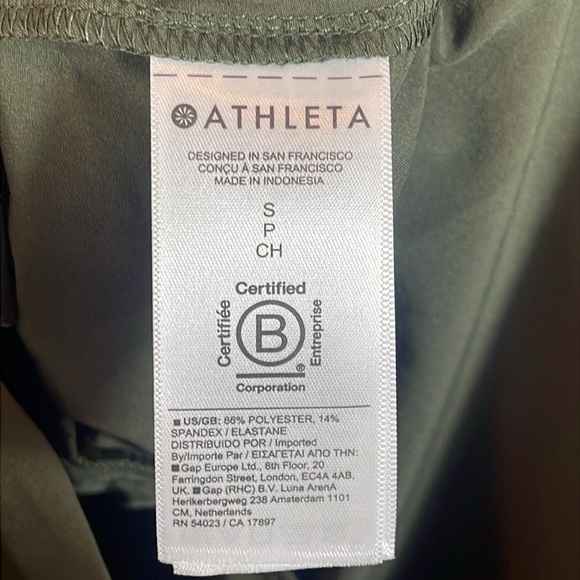 ATHLETA
DESIGNED IN SAN FRANCISCO
CONÇU À SAN FRANCISCO
MADE IN INDONESIA
S
P
CH
Certified
Certifiée
B
®
Entreprise
Corporation
US/GB: 86% POLYESTER, 14%
SPANDEX / ELASTANE
DISTRIBUIDO POR / Imported
By/Importe Par / ΕΙΣΑΓΕΤΑΙ ΑΠΟ ΤΗΝ:
Gap Europe Ltd., 8th Floor, 20
Farringdon Street, London, EC4A 4AB,
UK. Gap (RHC) B.V. Luna ArenA
Herikerbergweg 238 Amsterdam 1101
CM, Netherlands
RN 54023 / CA 17897